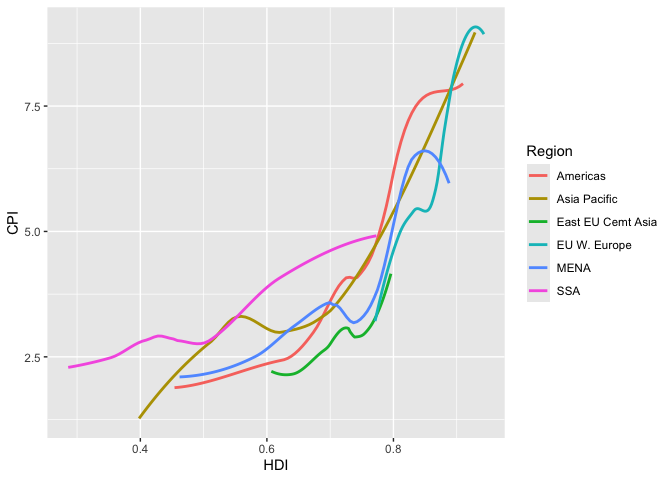 7.5
5.0
2.5
CPI
0.4
0.6
0.8
HDI
Region
Americas
Asia Pacific
East EU Cemt Asia
EU W. Europe
MENA
SSA